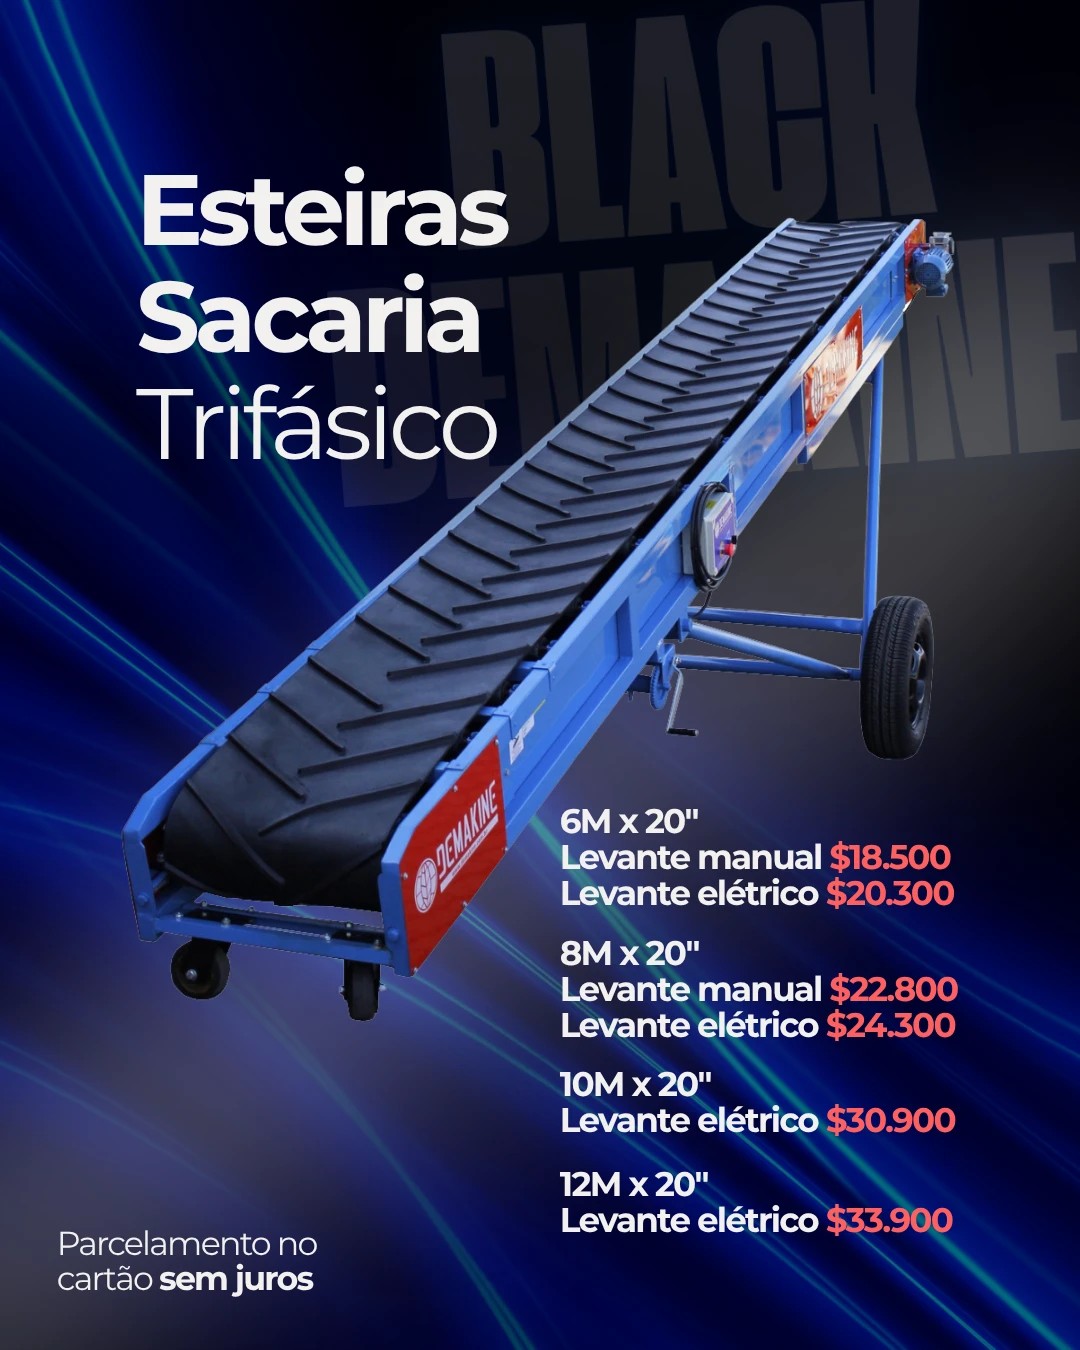 BLACK
DEMAKINE
Esteiras
Sacaria
Trifásico
DEMAKINE
DEMAKINE
6M x 20"
Levante manual $18.500
Levante elétrico $20.300
8M x 20"
Levante manual $22.800
Levante elétrico $24.300
10M x 20"
Levante elétrico $30.900
12M x 20"
Levante elétrico $33.900
Parcelamento no
cartão sem juros